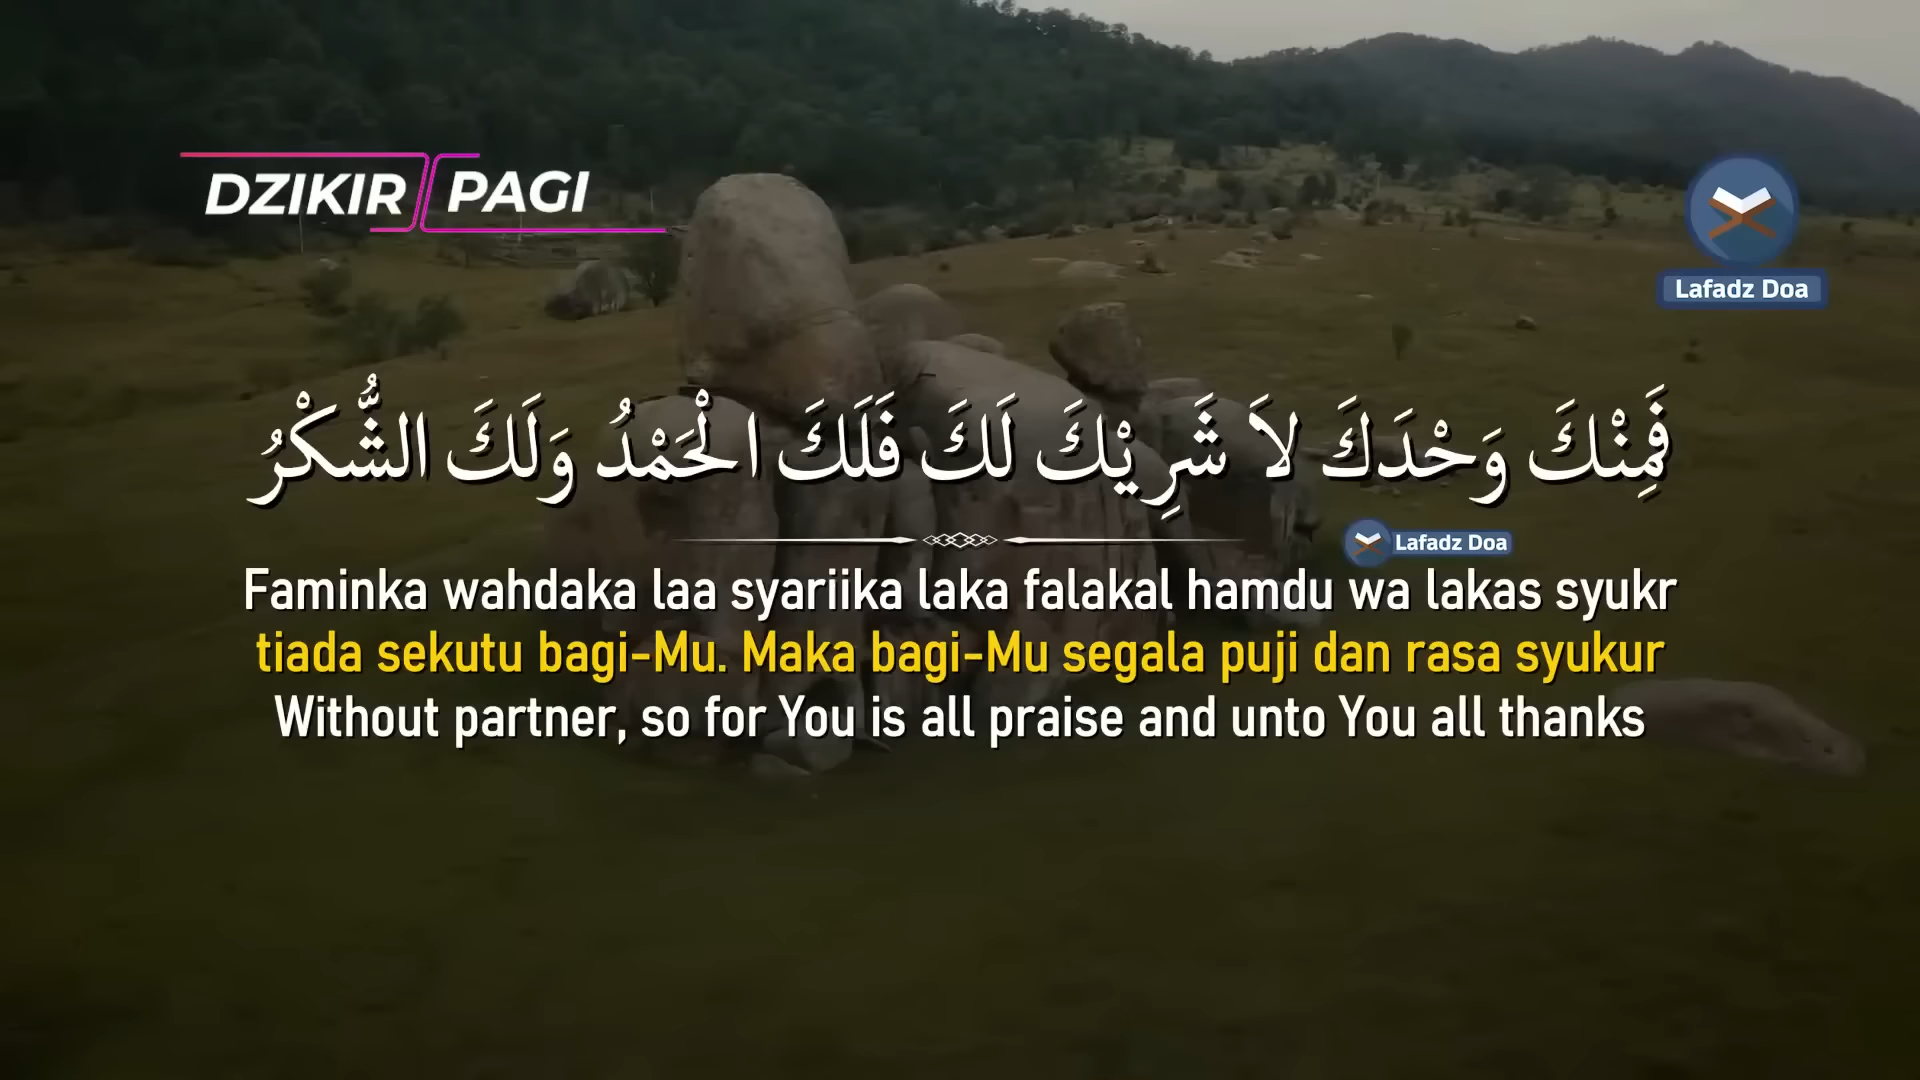 DZIKIR PAGI
Lafadz Doa
فَمِنْكَ وَحْدَكَ لاَ شَرِيْكَ لَكَ فَلَكَ الْحَمْدُ وَلَكَ الشُّكْرُ
Lafadz Doa
Faminka wahdaka laa syariika laka falakal hamdu wa lakas syukr
tiada sekutu bagi-Mu. Maka bagi-Mu segala puji dan rasa syukur
Without partner, so for You is all praise and unto You all thanks